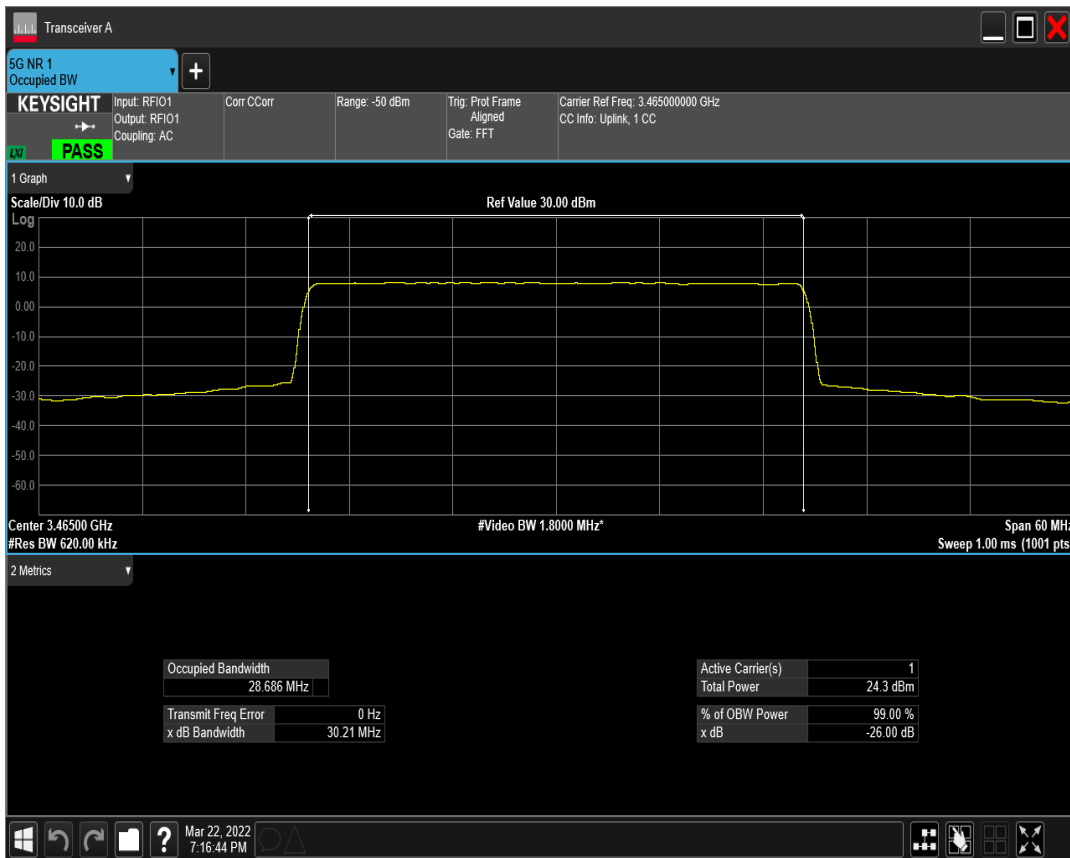 Transceiver A
5G NR 1
Occupied BW
KEYSIGHT
LXI
PASS
Input: RFIO1
Output: RFIO1
Coupling: AC
Corr CCorr
Range: -50 dBm
Trig: Prot Frame
Aligned
Gate: FFT
Carrier Ref Freq: 3.465000000 GHz
CC Info: Uplink, 1 CC
1 Graph
Scale/Div 10.0 dB
Ref Value 30.00 dBm
Log
20.0
10.0
0.00
-10.0
-20.0
-30.0
-40.0
-50.0
-60.0
Center 3.46500 GHz
#Video BW 1.8000 MHz*
Span 60 MHz
#Res BW 620.00 kHz
Sweep 1.00 ms (1001 pts
2 Metrics
Occupied Bandwidth
28.686 MHz
Transmit Freq Error 0 Hz
x dB Bandwidth 30.21 MHz
Active Carrier(s) 1
Total Power 24.3 dBm
% of OBW Power 99.00 %
x dB -26.00 dB
?
Mar 22, 2022
7:16:44 PM